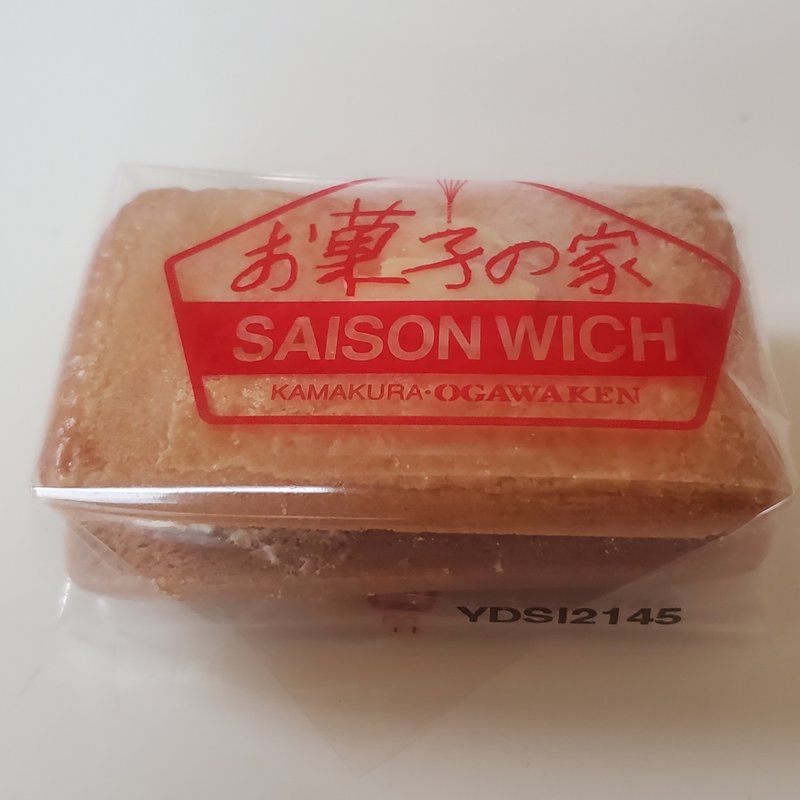 お菓子の家
SAISON WICH
KAMAKURA・OGAWAKEN
YDSI2145